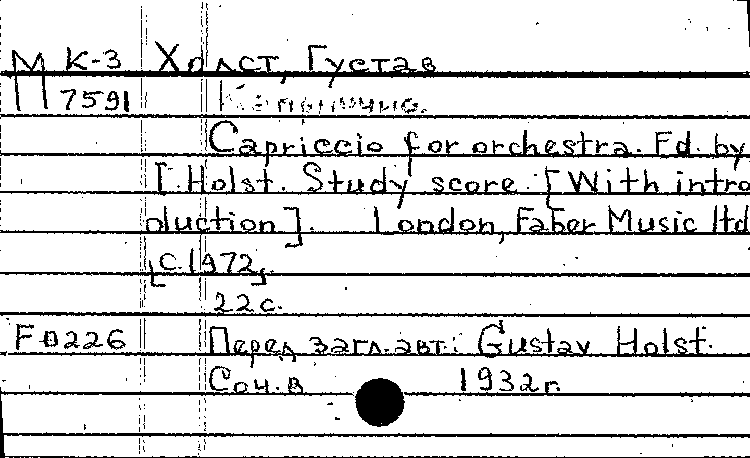 М К-3 Холст, Густав
П 7591 Каприччио.
Capriccio for orchestra. Ed. by
I. Holst. Study score. [With intro
duction]. London, Faber Music ltd
[c. 1972].
22 с.
F 0226 Перед загл. авт.: Gustav Holst.
Соч. в 1932 г.